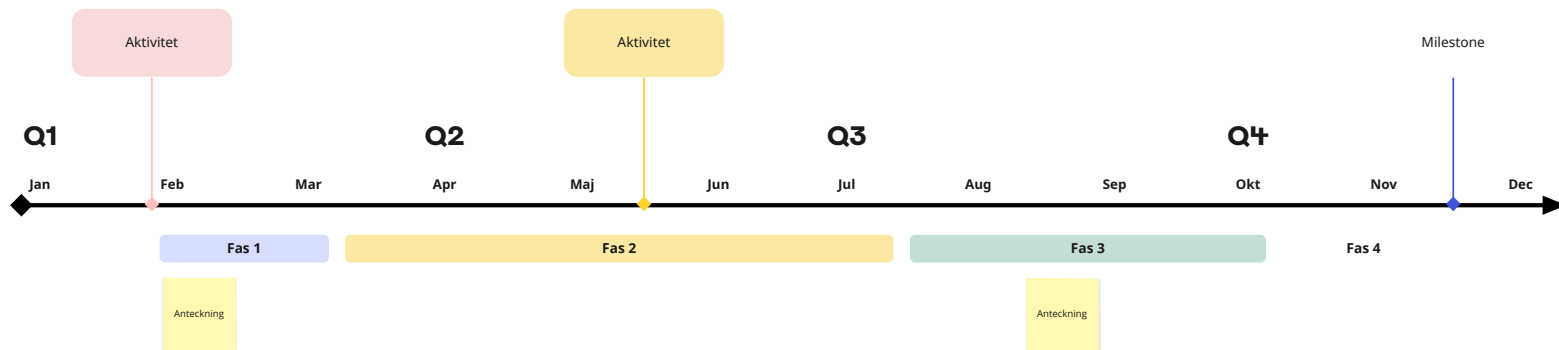 Aktivitet
Aktivitet
Milestone
Q1
Q2
Q3
Q4
Jan
Feb
Mar
Apr
Maj
Jun
Jul
Aug
Sep
Okt
Nov
Dec
Fas 1
Fas 2
Fas 3
Fas 4
Anteckning
Anteckning